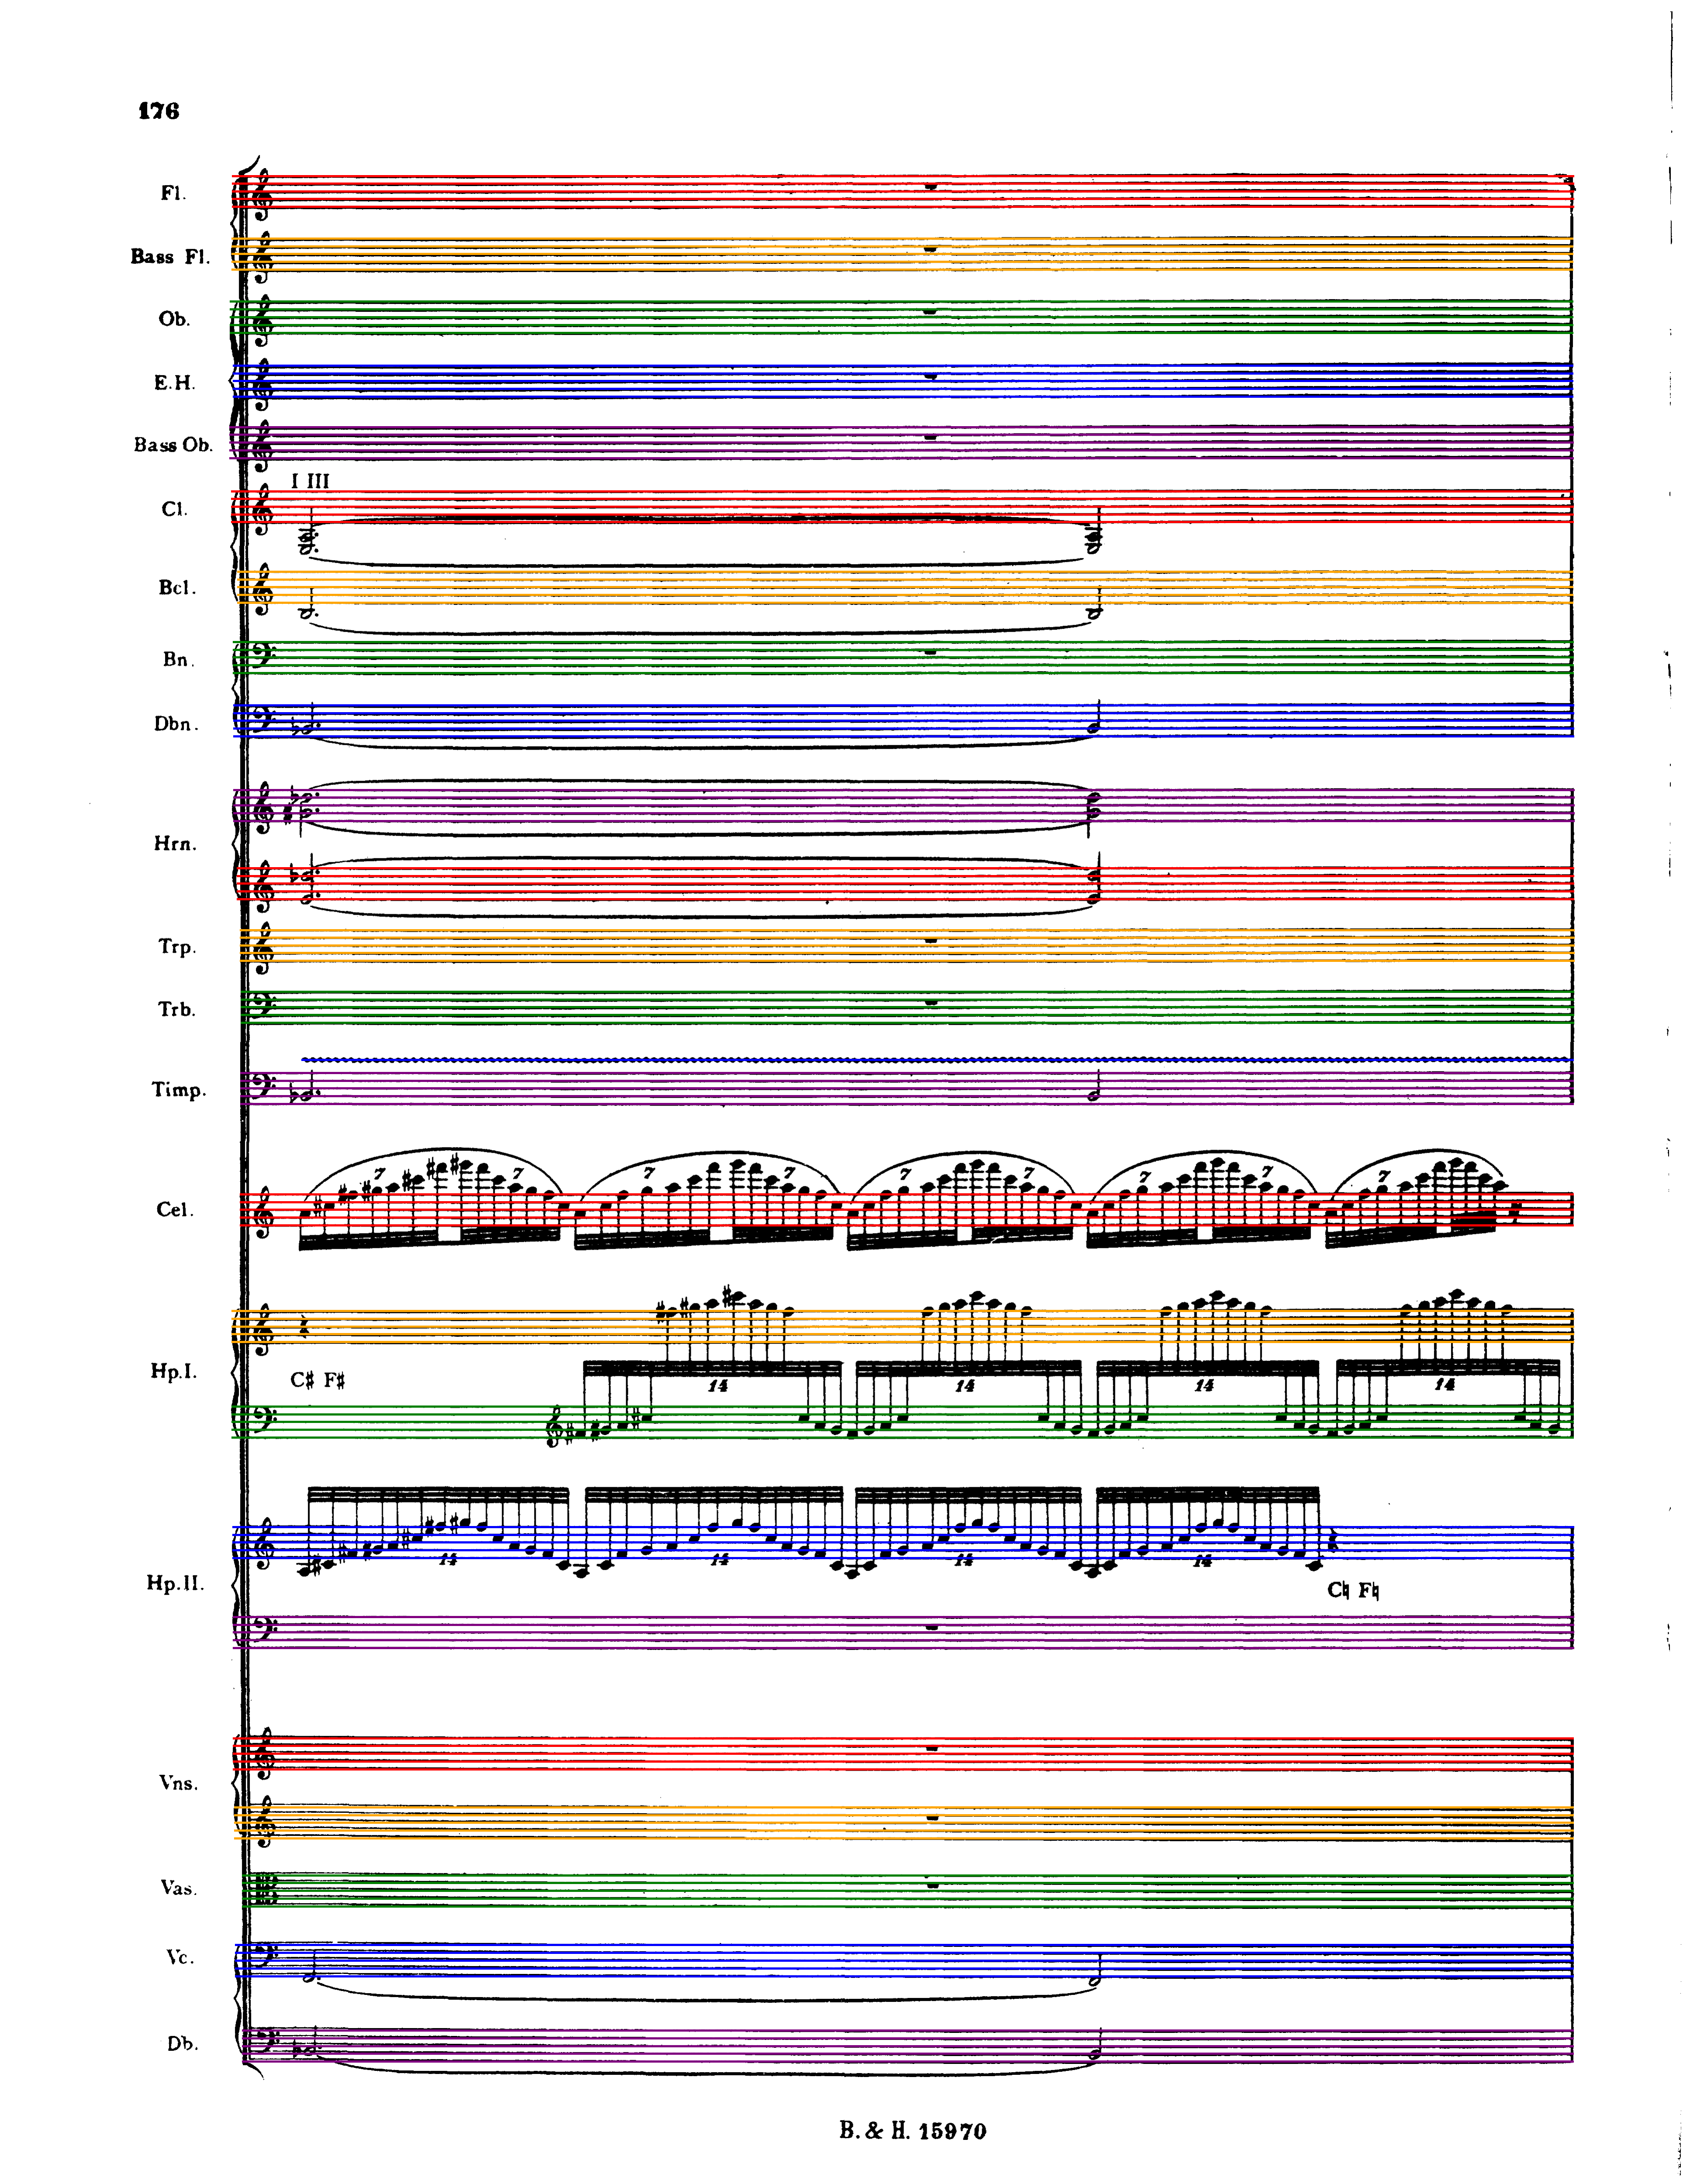 176
Fl.
Bass Fl.
Ob.
E.H.
Bass Ob.
I III
Cl.
Bcl.
Bn.
Dbn.
Hrn.
Trp.
Trb.
Timp.
7 7 7 7 7 7 7 7 7
Cel.
Hp.I.
C♯ F♯
14 14 14 14
14 14 14 14
Hp.II.
C♮ F♮
Vns.
Vas.
Vc.
Db.
B. & H. 15970